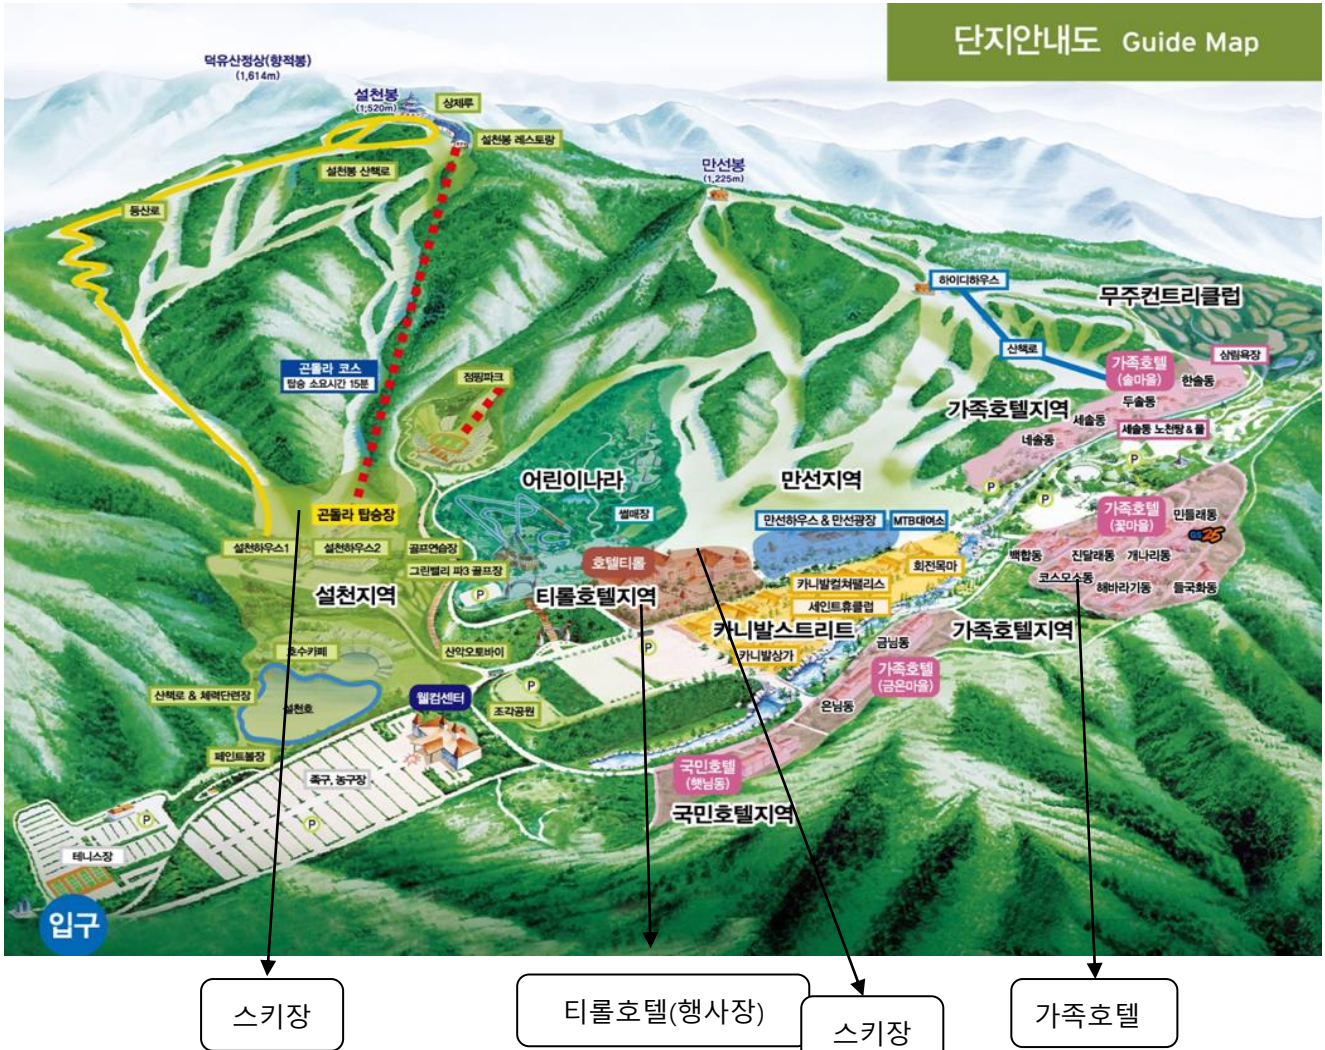 단지안내도 Guide Map
덕유산정상(향적봉)
(1,614m)
설천봉
(1,520m)
상제루
설천봉 레스토랑
설천봉 산책로
등산로
만선봉
(1,225m)
하이디하우스
무주컨트리클럽
산책로
삼림욕장
가족호텔
(솔마을)
한솔동
두솔동
세솔동
네솔동
가족호텔지역
세솔동 노천탕&풀
곤돌라 코스
탑승 소요시간 15분
점핑파크
어린이나라
만선지역
썰매장
만선하우스 & 만선광장
MTB대여소
P
P
P
가족호텔
(꽃마을)
민들레동
GS25
백합동
진달래동
개나리동
코스모스동
해바라기동
들국화동
곤돌라 탑승장
설천하우스1
설천하우스2
골프연습장
그린밸리 파3 골프장
설천지역
P
호텔티롤
티롤호텔지역
회전목마
카니발컬쳐팰리스
세인트휴클럽
카니발스트리트
카니발상가
P
가족호텔지역
금님동
가족호텔
(금은마을)
은님동
호수카페
산악오토바이
산책로 & 체력단련장
설천호
웰컴센터
P
조각공원
페인트볼장
족구, 농구장
국민호텔
(햇님동)
국민호텔지역
P
P
테니스장
입구
스키장
티롤호텔(행사장)
스키장
가족호텔